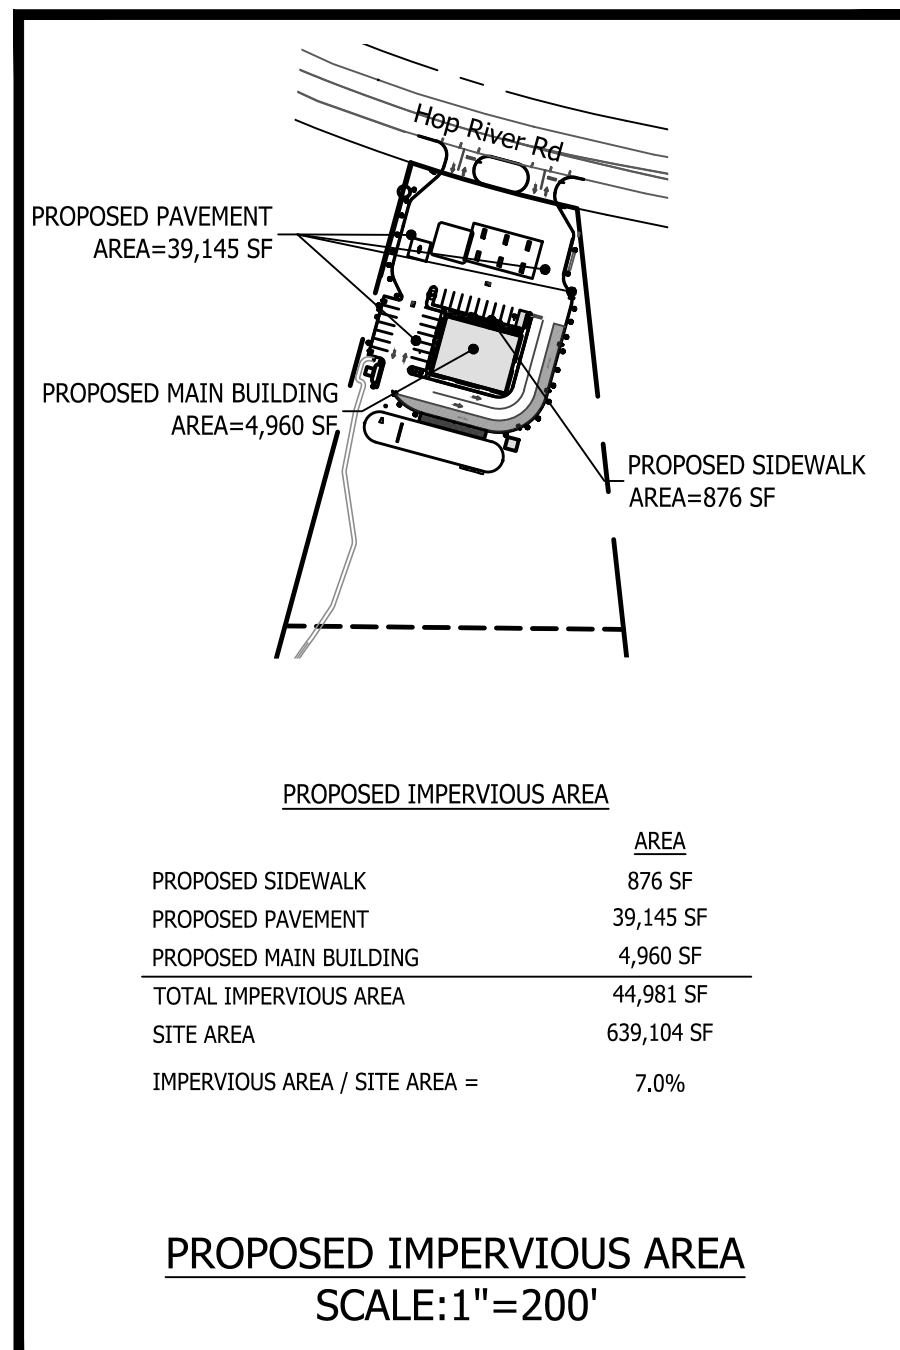 Hop River Rd
PROPOSED PAVEMENT
AREA=39,145 SF
PROPOSED MAIN BUILDING
AREA=4,960 SF
PROPOSED SIDEWALK
AREA=876 SF
PROPOSED IMPERVIOUS AREA
AREA
PROPOSED SIDEWALK 876 SF
PROPOSED PAVEMENT 39,145 SF
PROPOSED MAIN BUILDING 4,960 SF
TOTAL IMPERVIOUS AREA 44,981 SF
SITE AREA 639,104 SF
IMPERVIOUS AREA / SITE AREA = 7.0%
PROPOSED IMPERVIOUS AREA
SCALE:1"=200'